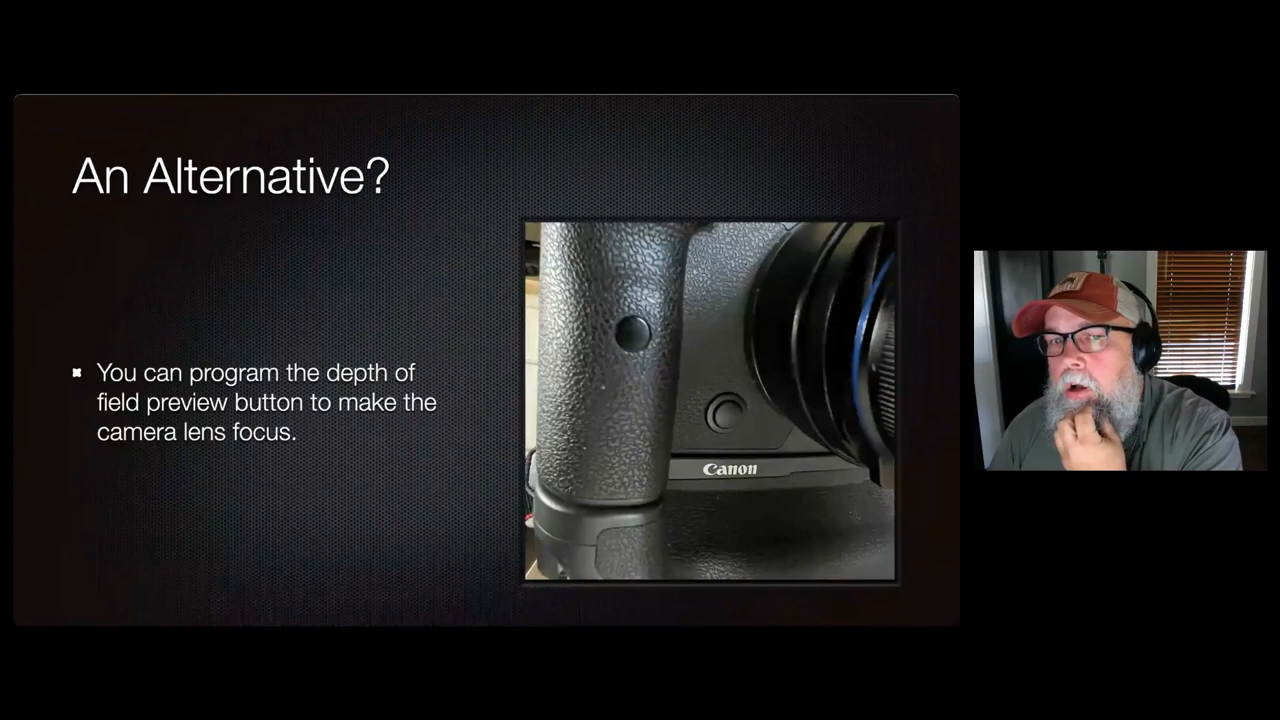 An Alternative?
You can program the depth of
field preview button to make the
camera lens focus.
Canon